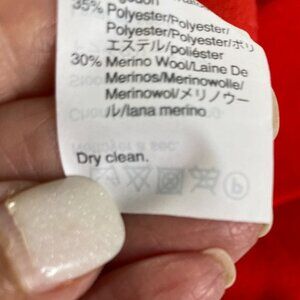 35% Polyester/Polyester/
Polyester/Polyester/ポリ
エステル/poliéster
30% Merino Wool/Laine De
Merinos/Merinowolle/
Merinowol/メリノウー
ル/lana merino
Dry clean.